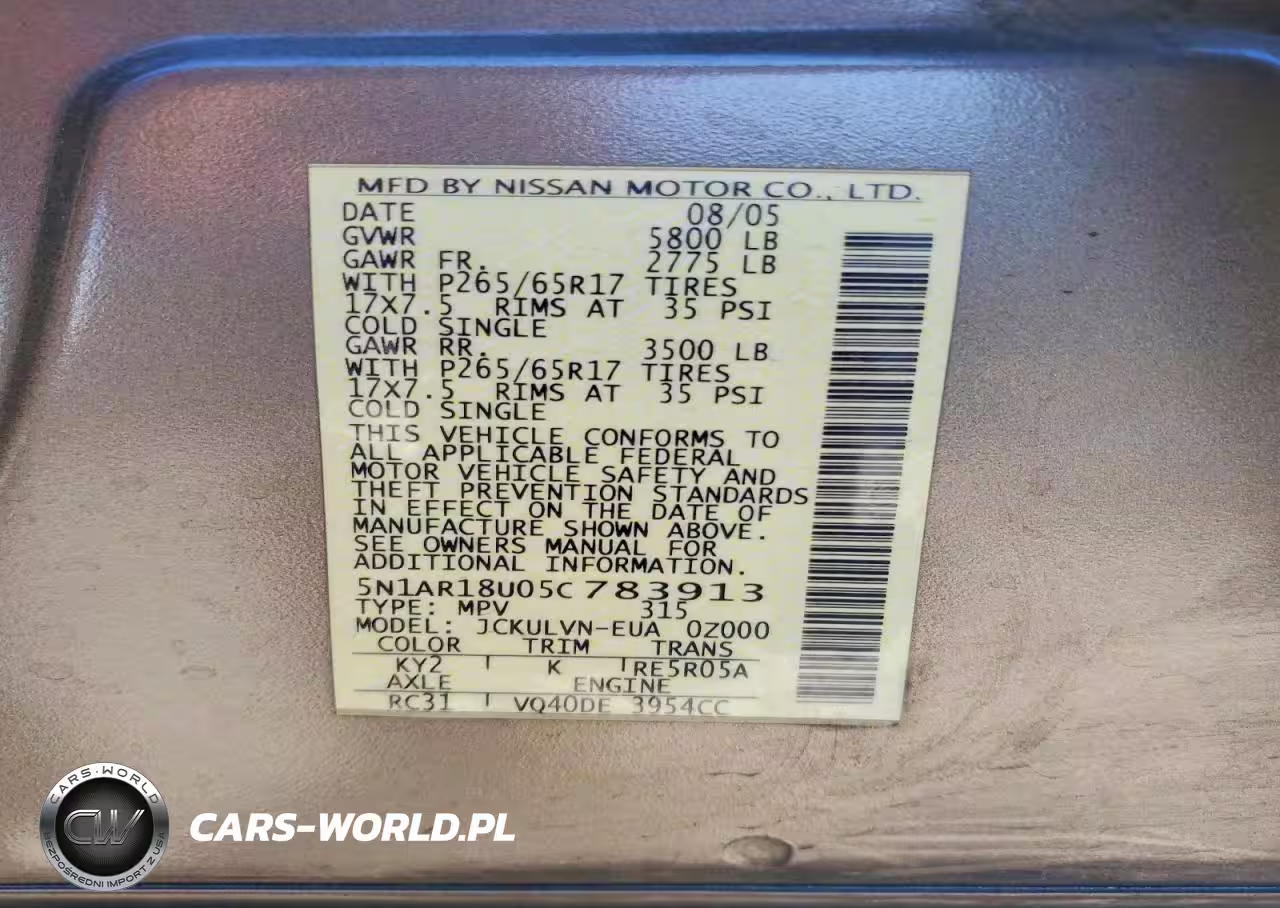 MFD BY NISSAN MOTOR CO., LTD.
DATE 08/05
GVWR 5800 LB
GAWR FR. 2775 LB
WITH P265/65R17 TIRES
17X7.5 RIMS AT 35 PSI
COLD SINGLE
GAWR RR. 3500 LB
WITH P265/65R17 TIRES
17X7.5 RIMS AT 35 PSI
COLD SINGLE
THIS VEHICLE CONFORMS TO
ALL APPLICABLE FEDERAL
MOTOR VEHICLE SAFETY AND
THEFT PREVENTION STANDARDS
IN EFFECT ON THE DATE OF
MANUFACTURE SHOWN ABOVE.
SEE OWNERS MANUAL FOR
ADDITIONAL INFORMATION.
5N1AR18U05C783913
TYPE: MPV 315
MODEL: JCKULVN-EUA 0Z000
COLOR TRIM TRANS
KY2 K RE5R05A
AXLE ENGINE
RC31 VQ40DE 3954CC
CARS-WORLD
CW
BEZPOŚREDNI IMPORT Z USA
CARS-WORLD.PL